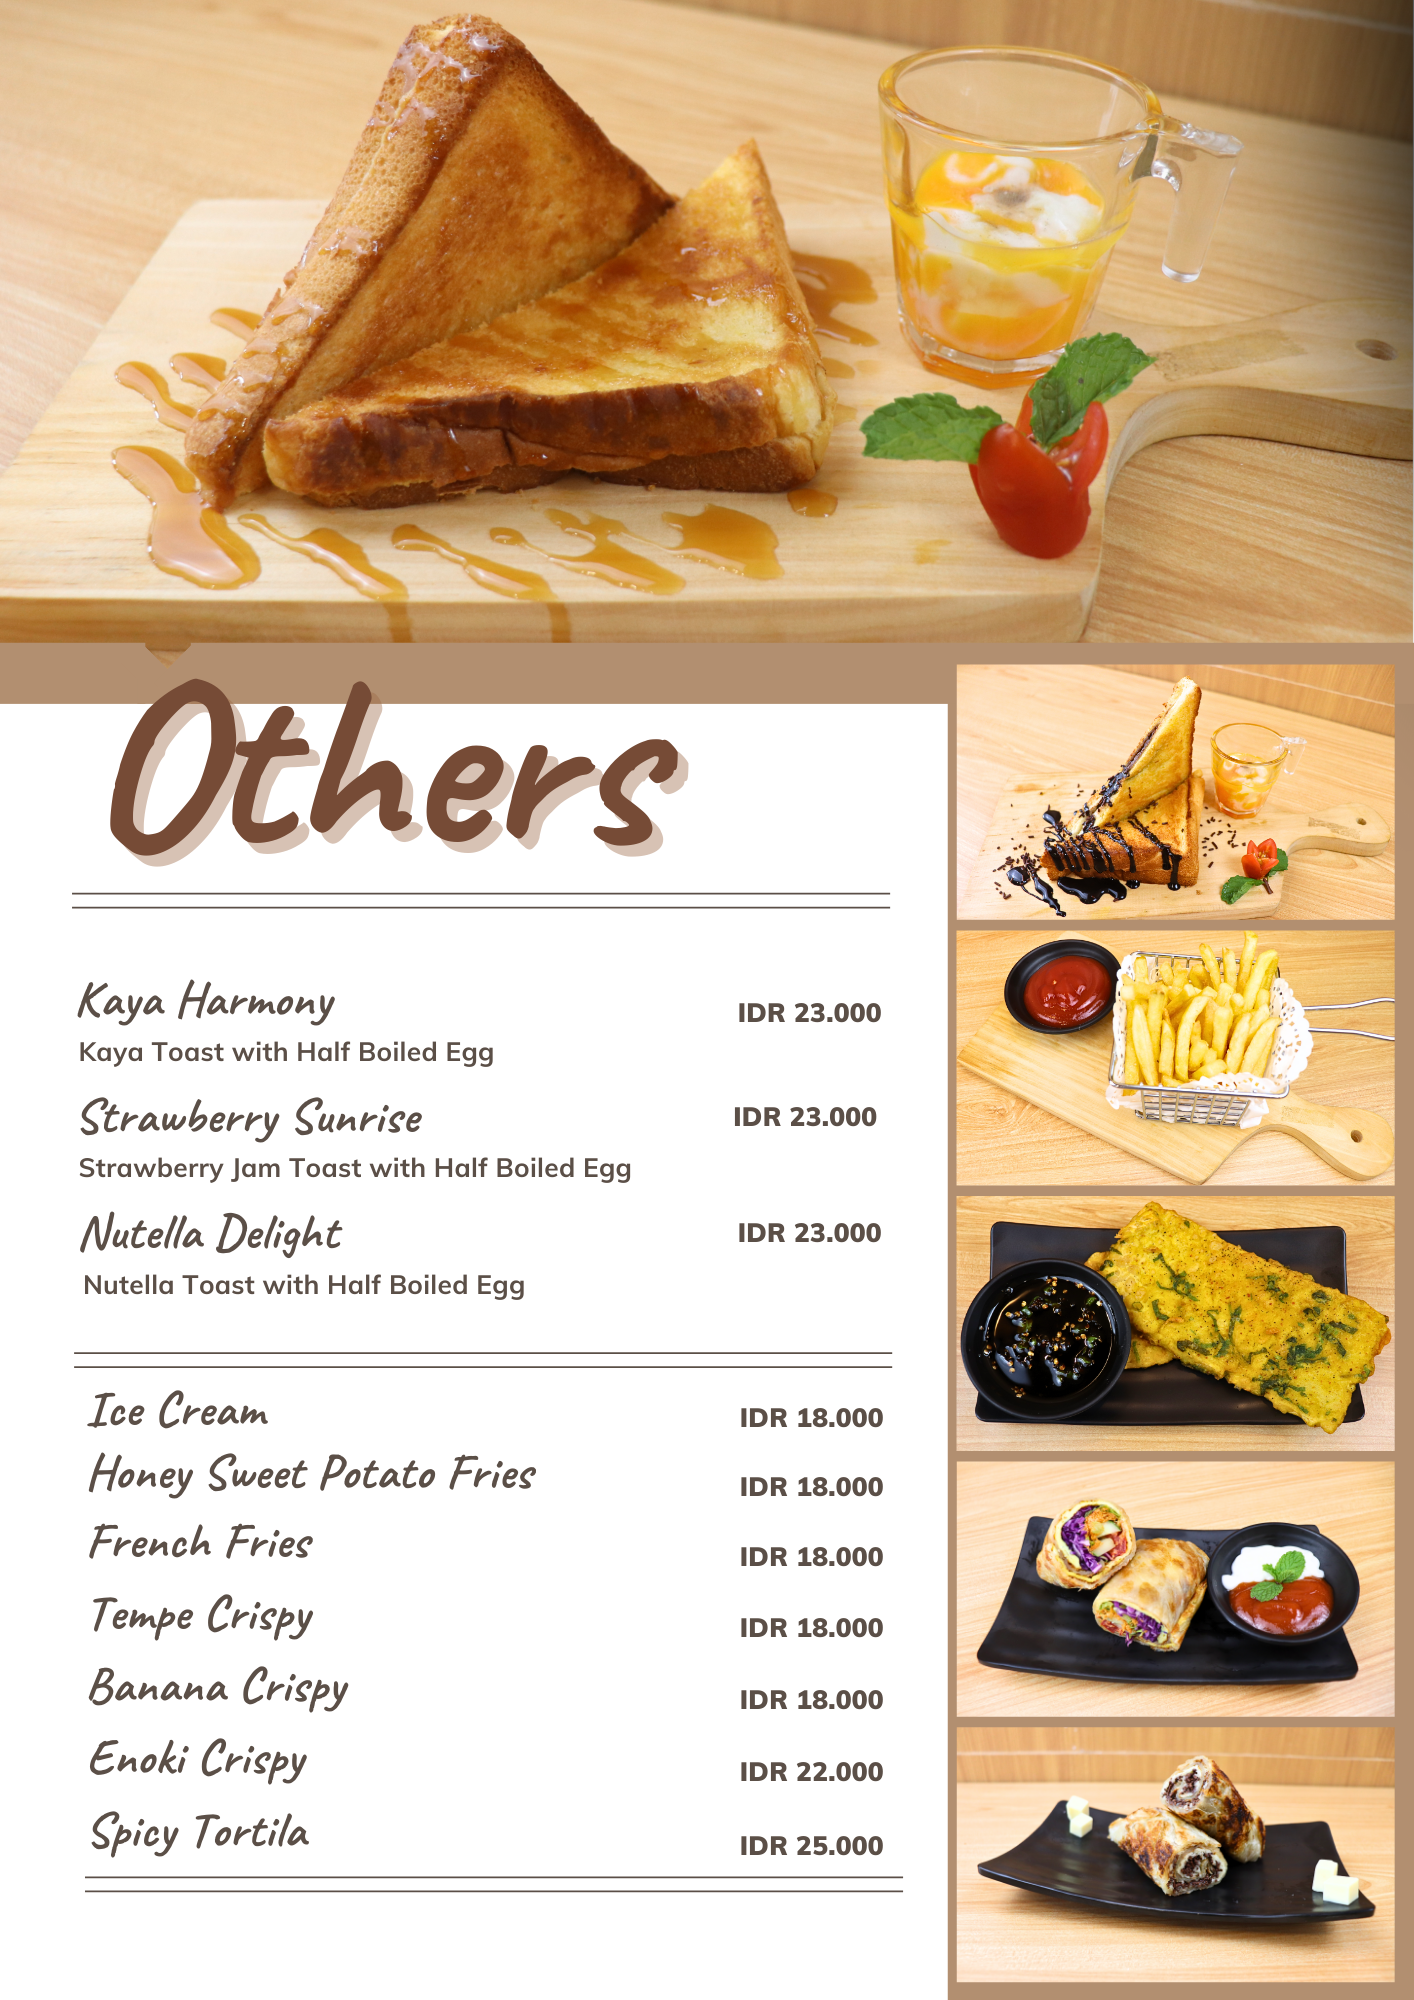 Others
Kaya Harmony IDR 23.000
Kaya Toast with Half Boiled Egg
Strawberry Sunrise IDR 23.000
Strawberry Jam Toast with Half Boiled Egg
Nutella Delight IDR 23.000
Nutella Toast with Half Boiled Egg
Ice Cream IDR 18.000
Honey Sweet Potato Fries IDR 18.000
French Fries IDR 18.000
Tempe Crispy IDR 18.000
Banana Crispy IDR 18.000
Enoki Crispy IDR 22.000
Spicy Tortila IDR 25.000